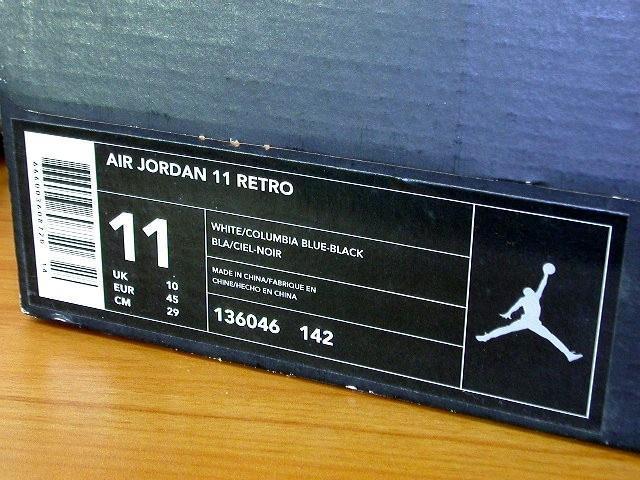 AIR JORDAN 11 RETRO
11
UK 10
EUR 45
CM 29
WHITE/COLUMBIA BLUE-BLACK
BLA/CIEL-NOIR
MADE IN CHINA/FABRIQUE EN
CHINE/HECHO EN CHINA
136046 142
14